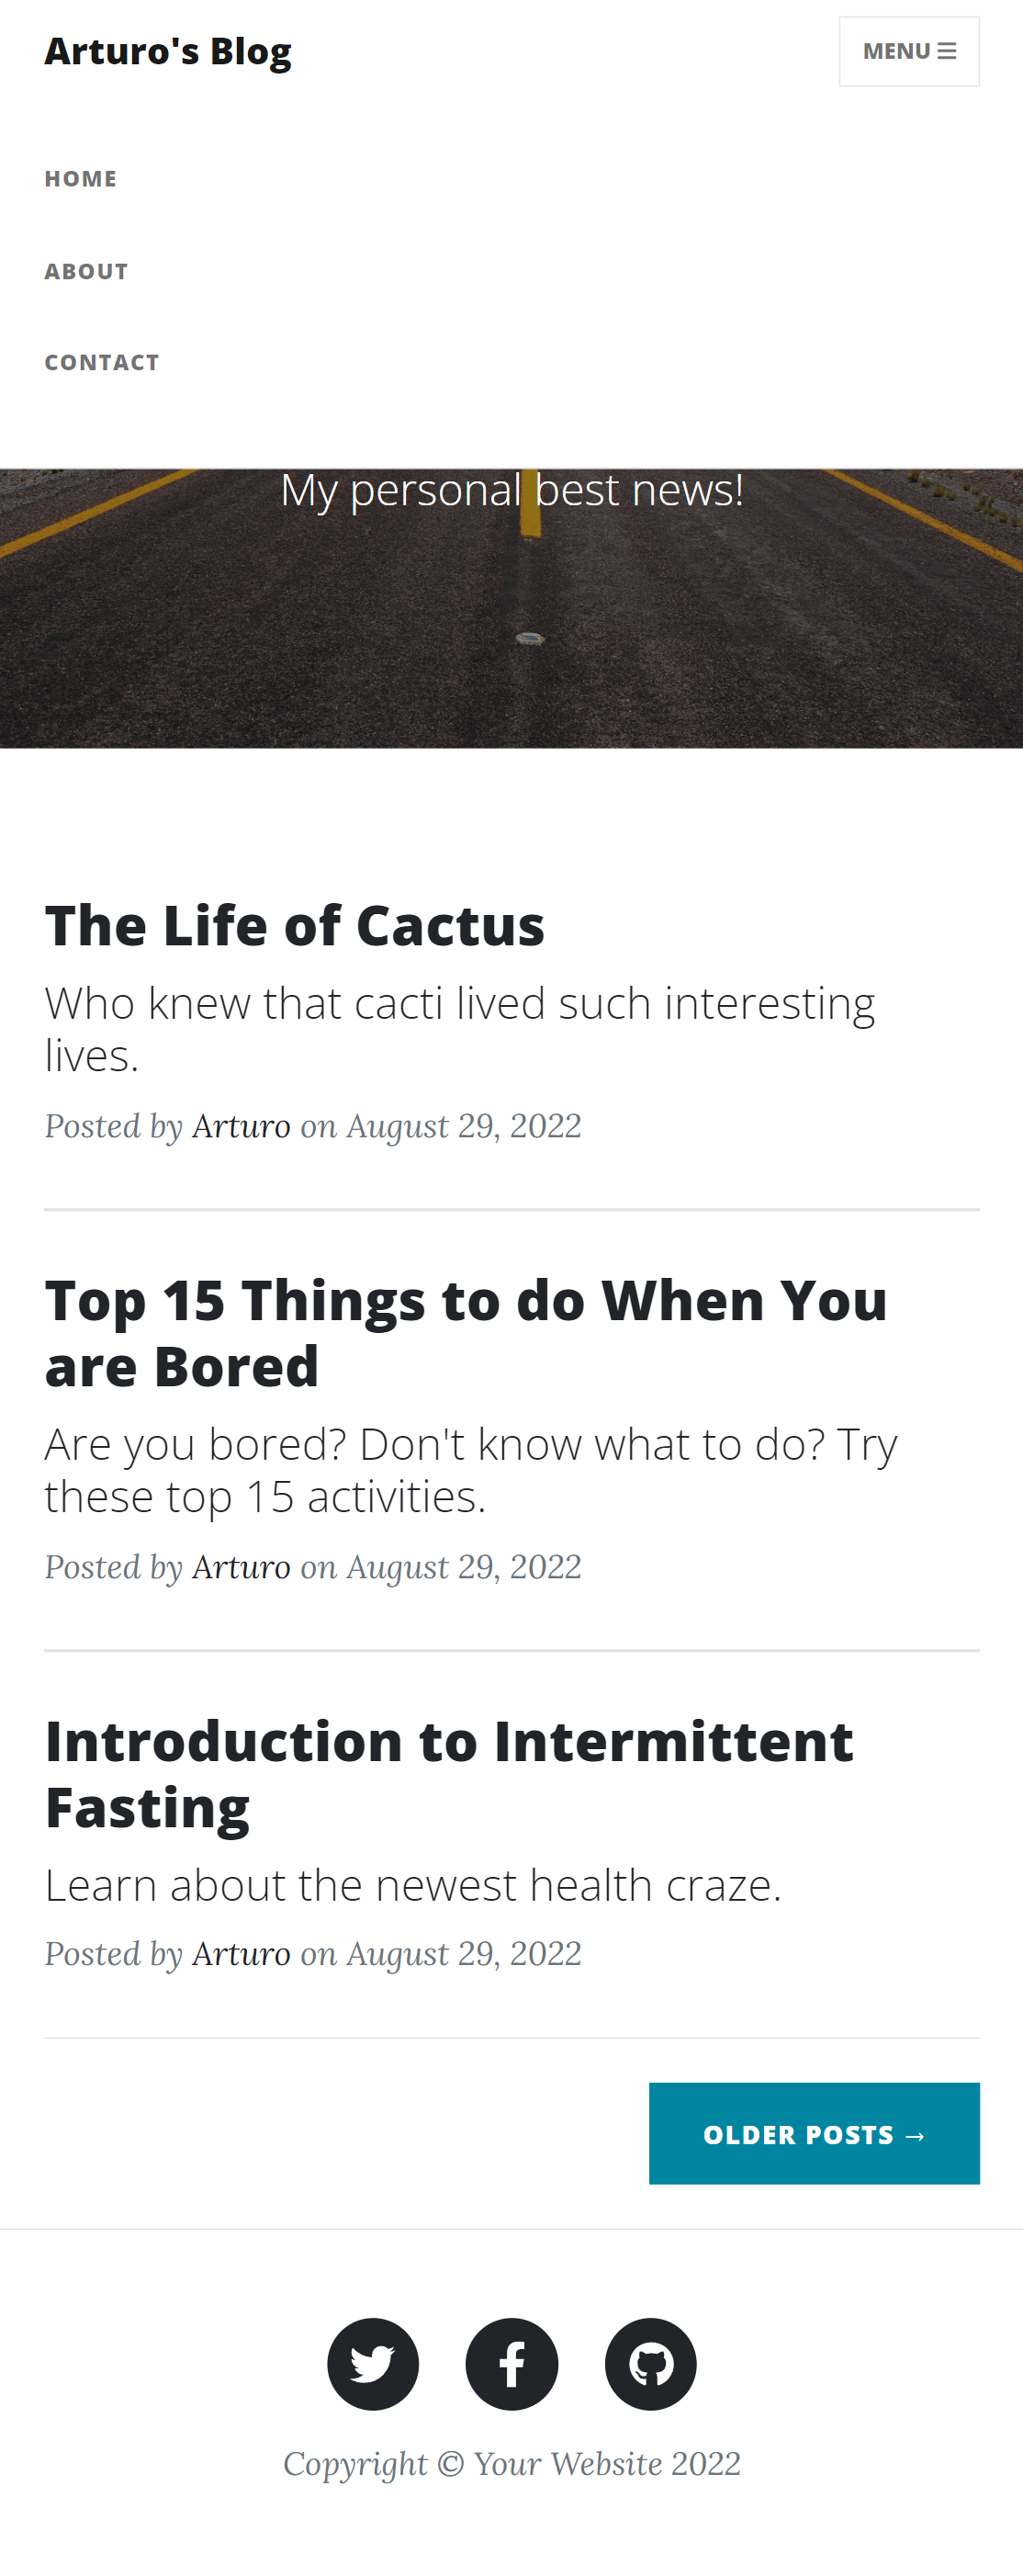 Arturo's Blog
MENU
HOME
ABOUT
CONTACT
My personal best news!
The Life of Cactus
Who knew that cacti lived such interesting
lives.
Posted by Arturo on August 29, 2022
Top 15 Things to do When You
are Bored
Are you bored? Don't know what to do? Try
these top 15 activities.
Posted by Arturo on August 29, 2022
Introduction to Intermittent
Fasting
Learn about the newest health craze.
Posted by Arturo on August 29, 2022
OLDER POSTS →
Copyright © Your Website 2022